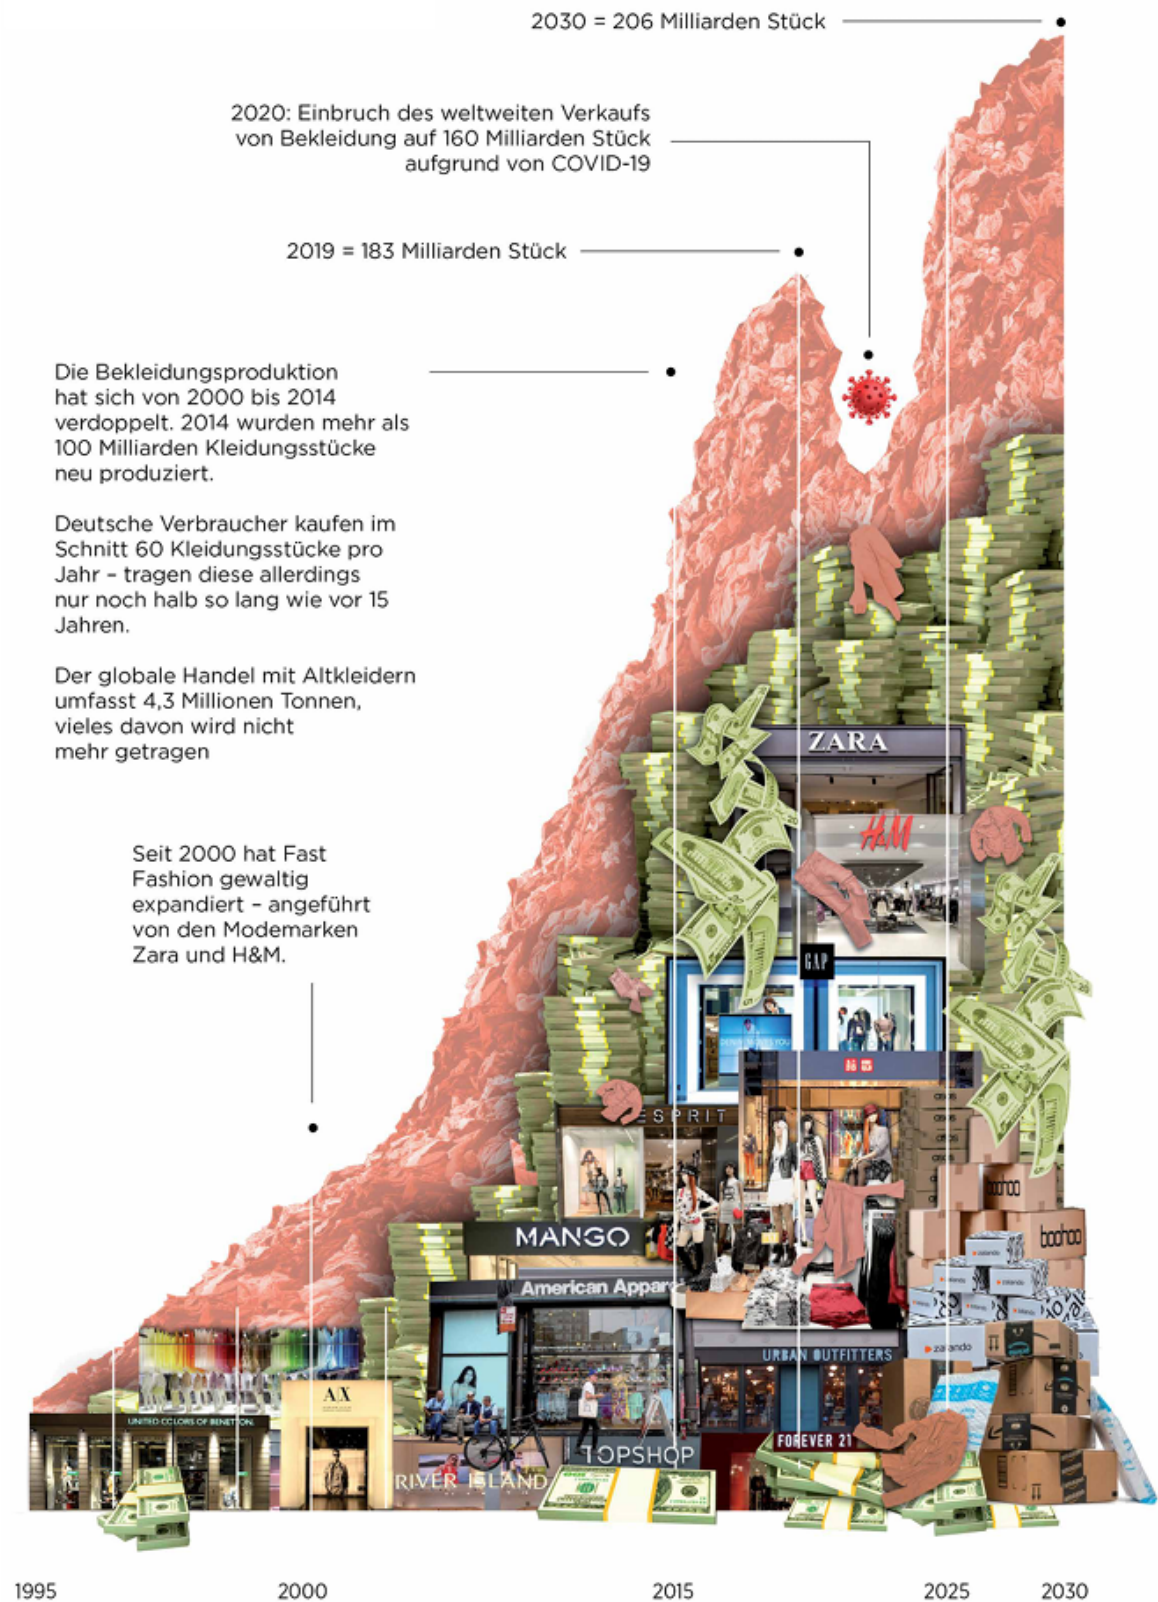 2030 = 206 Milliarden Stück
2020: Einbruch des weltweiten Verkaufs
von Bekleidung auf 160 Milliarden Stück
aufgrund von COVID-19
2019 = 183 Milliarden Stück
Die Bekleidungsproduktion
hat sich von 2000 bis 2014
verdoppelt. 2014 wurden mehr als
100 Milliarden Kleidungsstücke
neu produziert.
Deutsche Verbraucher kaufen im
Schnitt 60 Kleidungsstücke pro
Jahr – tragen diese allerdings
nur noch halb so lang wie vor 15
Jahren.
Der globale Handel mit Altkleidern
umfasst 4,3 Millionen Tonnen,
vieles davon wird nicht
mehr getragen
ZARA
H&M
Seit 2000 hat Fast
Fashion gewaltig
expandiert – angeführt
von den Modemarken
Zara und H&M.
GAP
ESPRIT
asos
asos
asos
boohoo
MANGO
boohoo
zalando
zalando
zalando
American Appar
zalando
URBAN OUTFITTERS
A|X
UNITED COLORS OF BENETTON.
FOREVER 21
TOPSHOP
RIVER ISLAND
1995
2000
2015
2025
2030